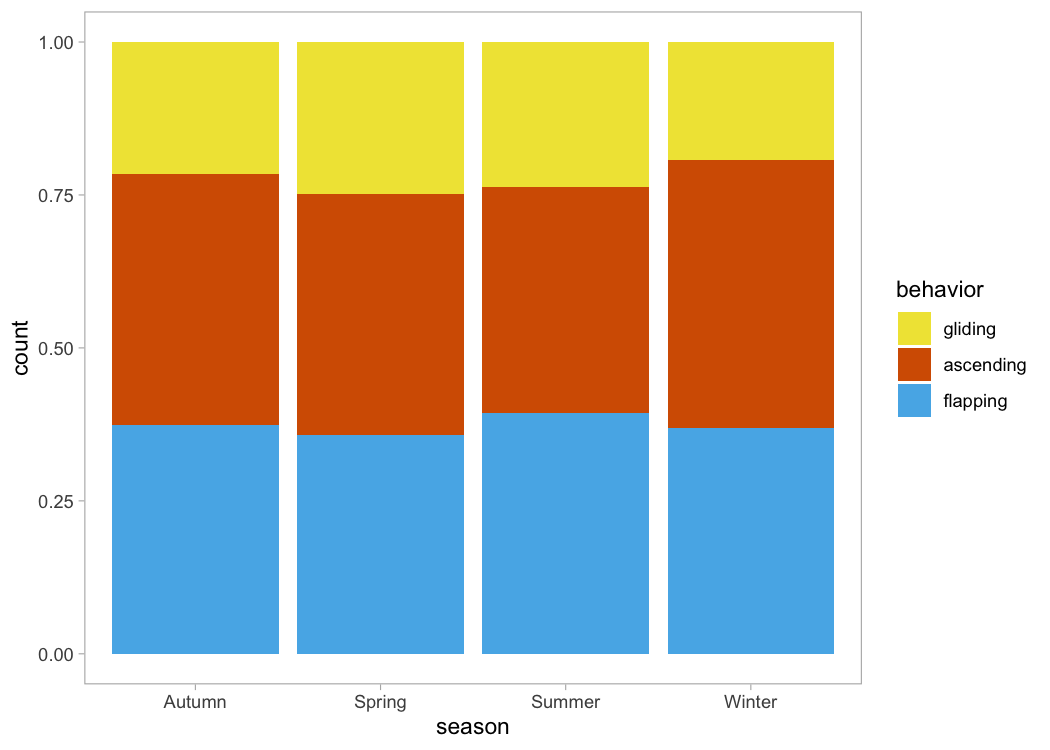 1.00
0.75
0.50
0.25
0.00
count
Autumn Spring Summer Winter
season
behavior
gliding
ascending
flapping